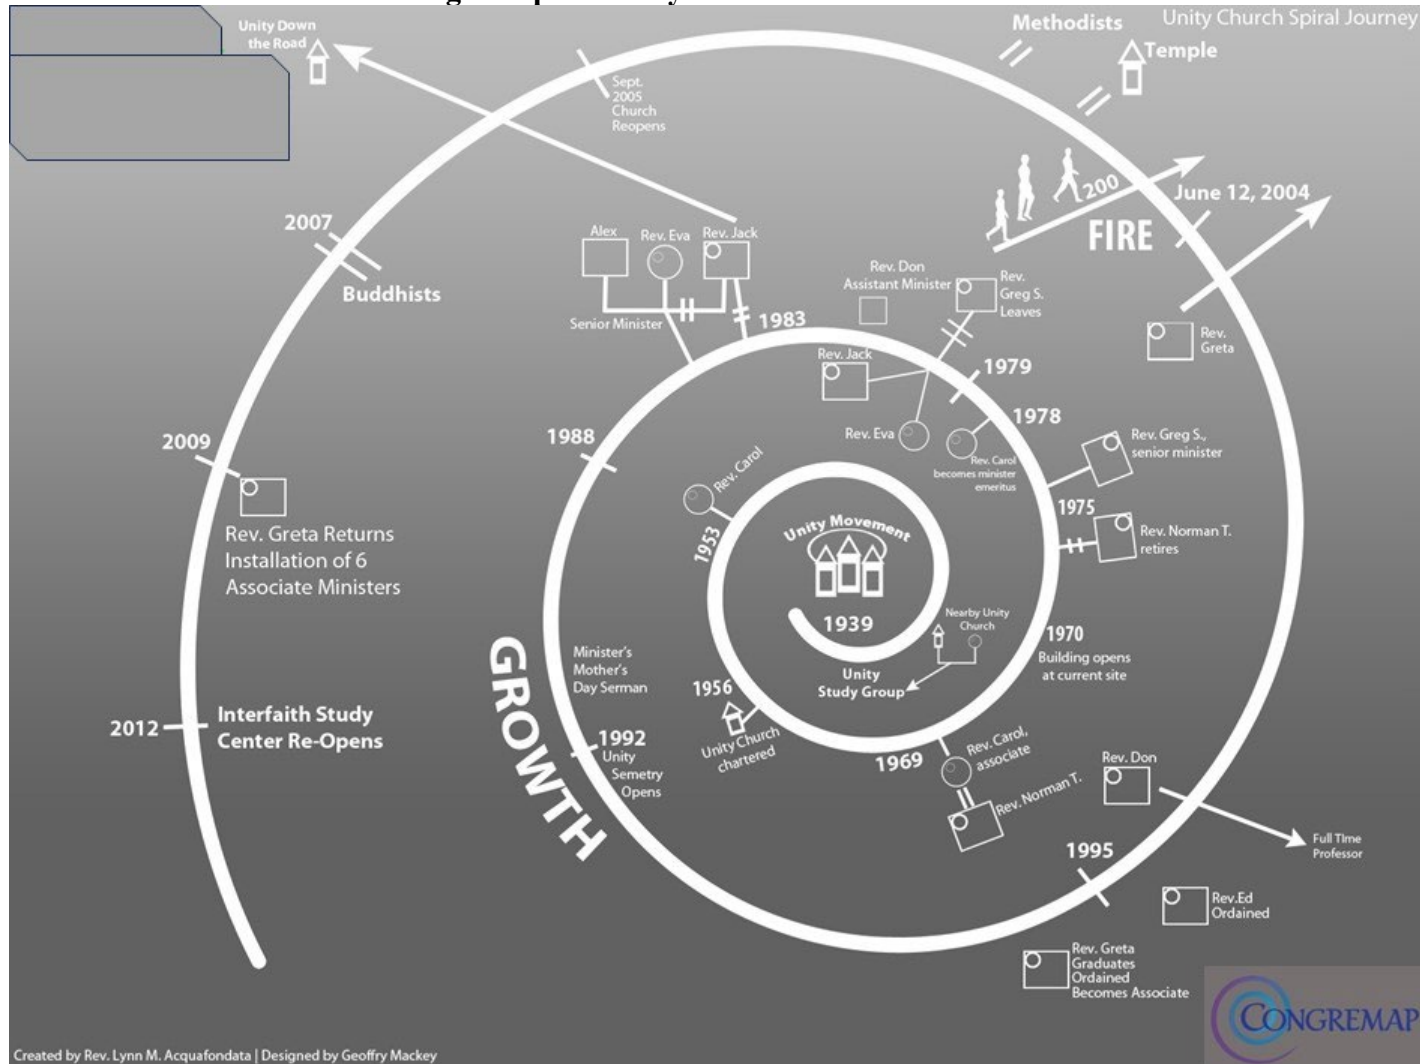 Unity Church Spiral Journey
Methodists
Temple
Unity Down
the Road
Sept.
2005
Church
Reopens
200
June 12, 2004
FIRE
2007
Buddhists
Alex
Rev. Eva
Rev. Jack
Senior Minister
1983
Rev. Don
Assistant Minister
Rev.
Greg S.
Leaves
Rev.
Greta
Rev. Jack
1979
1978
Rev. Eva
Rev. Carol
becomes minister
emeritus
Rev. Greg S.,
senior minister
1988
2009
Rev. Carol
1953
1975
Rev. Norman T.
retires
Unity Movement
1939
Rev. Greta Returns
Installation of 6
Associate Ministers
Nearby Unity
Church
Unity
Study Group
1970
Building opens
at current site
GROWTH
Minister's
Mother's
Day Serman
1956
Unity Church
chartered
2012
Interfaith Study
Center Re-Opens
1992
Unity
Semetry
Opens
1969
Rev. Carol,
associate
Rev. Norman T.
Rev. Don
Full TIme
Professor
1995
Rev.Ed
Ordained
Rev. Greta
Graduates
Ordained
Becomes Associate
CONGREMAP
Created by Rev. Lynn M. Acquafondata | Designed by Geoffry Mackey